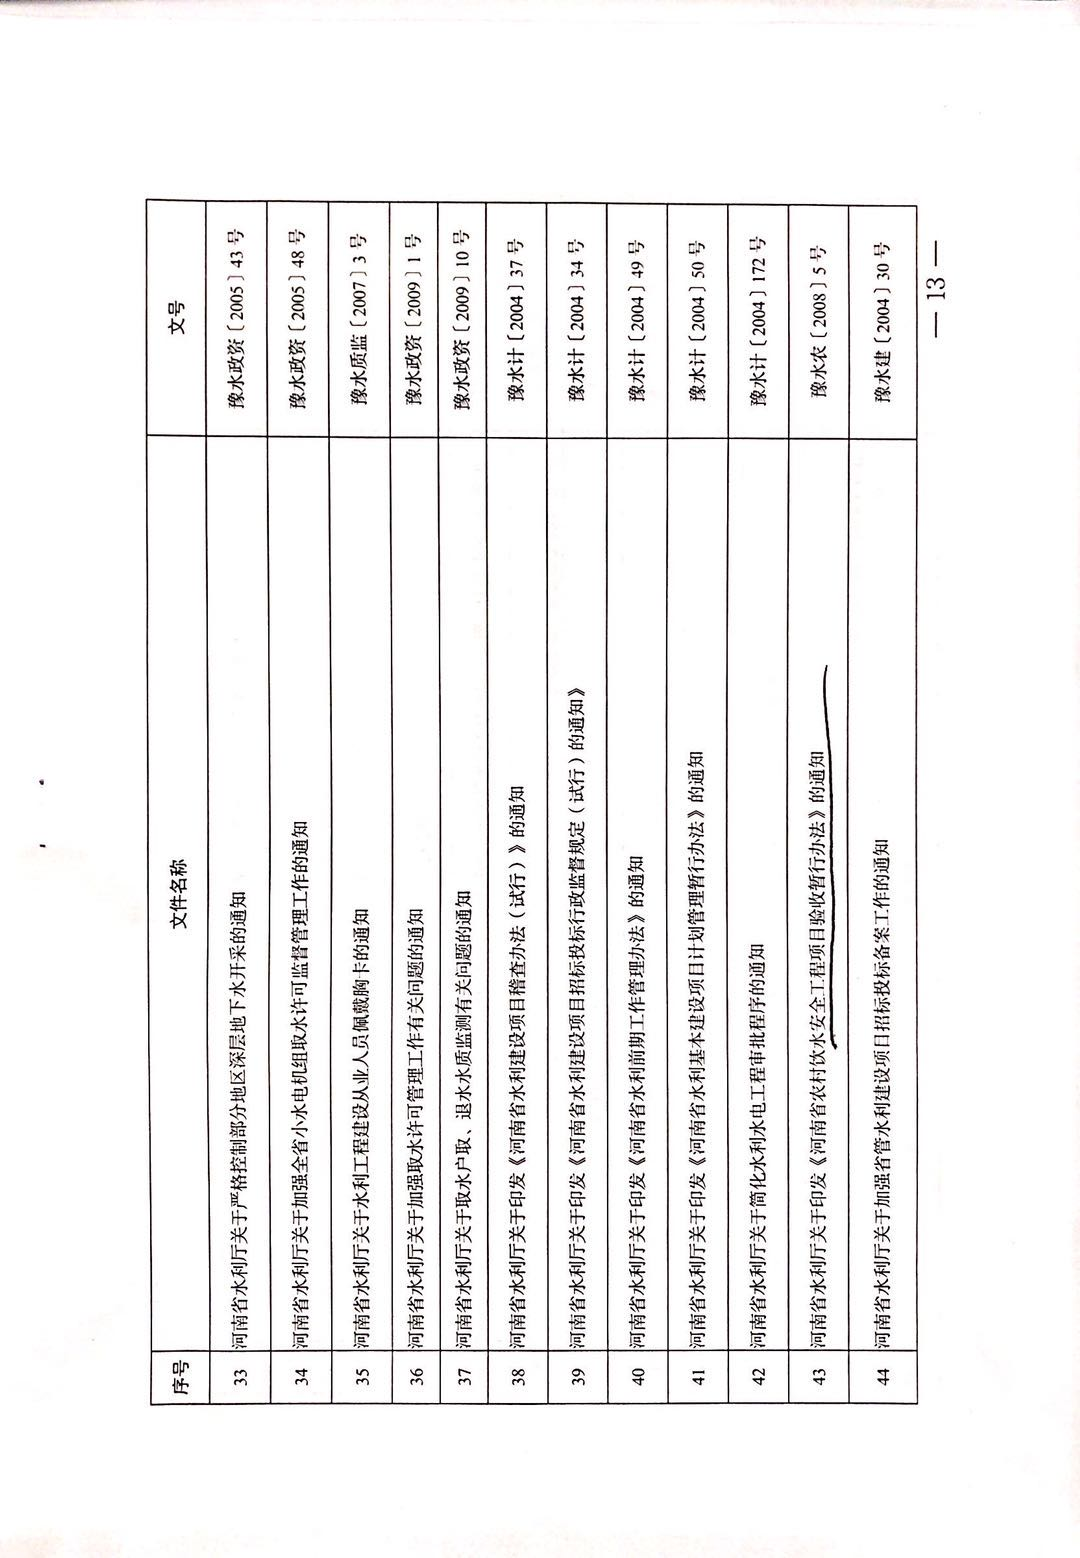 序号 文件名称 文号
33 河南省水利厅关于严格控制部分地区深层地下水开采的通知 豫水政资〔2005〕43号
34 河南省水利厅关于加强全省小水电机组取水许可监督管理工作的通知 豫水政资〔2005〕48号
35 河南省水利厅关于水利工程建设从业人员佩戴胸卡的通知 豫水质监〔2007〕3号
36 河南省水利厅关于加强取水许可管理工作有关问题的通知 豫水政资〔2009〕1号
37 河南省水利厅关于取水户取、退水水质监测有关问题的通知 豫水政资〔2009〕10号
38 河南省水利厅关于印发《河南省水利建设项目稽查办法（试行）》的通知 豫水计〔2004〕37号
39 河南省水利厅关于印发《河南省水利建设项目招标投标行政监督规定（试行）的通知》 豫水计〔2004〕34号
40 河南省水利厅关于印发《河南省水利前期工作管理办法》的通知 豫水计〔2004〕49号
41 河南省水利厅关于印发《河南省水利基本建设项目计划管理暂行办法》的通知 豫水计〔2004〕50号
42 河南省水利厅关于简化水利水电工程审批程序的通知 豫水计〔2004〕172号
43 河南省水利厅关于印发《河南省农村饮水安全工程项目验收暂行办法》的通知 豫水农〔2008〕5号
44 河南省水利厅关于加强省管水利建设项目招标投标备案工作的通知 豫水建〔2004〕30号
— 13 —